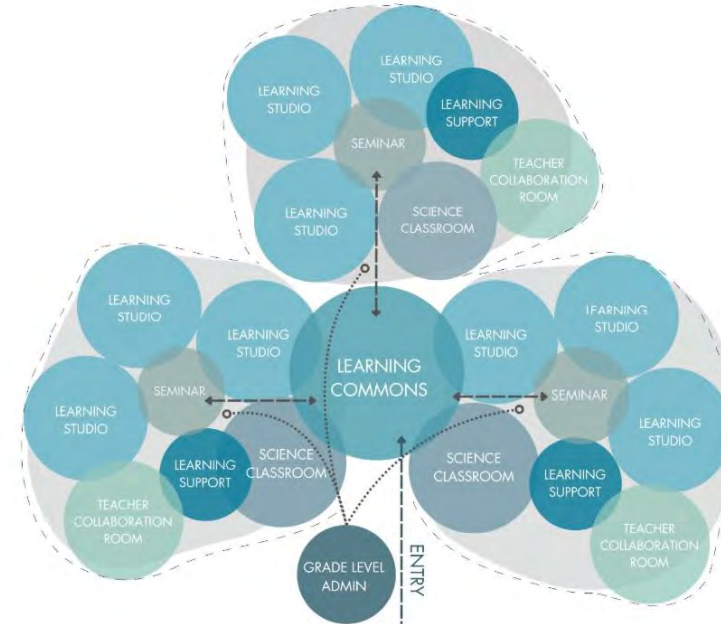 LEARNING
STUDIO
LEARNING
STUDIO
LEARNING
SUPPORT
SEMINAR
TEACHER
COLLABORATION
ROOM
LEARNING
STUDIO
SCIENCE
CLASSROOM
LEARNING
STUDIO
LEARNING
STUDIO
SEMINAR
LEARNING
STUDIO
LEARNING
SUPPORT
SCIENCE
CLASSROOM
TEACHER
COLLABORATION
ROOM
LEARNING
COMMONS
LEARNING
STUDIO
LEARNING
STUDIO
SEMINAR
LEARNING
STUDIO
SCIENCE
CLASSROOM
LEARNING
SUPPORT
TEACHER
COLLABORATION
ROOM
GRADE LEVEL
ADMIN
ENTRY